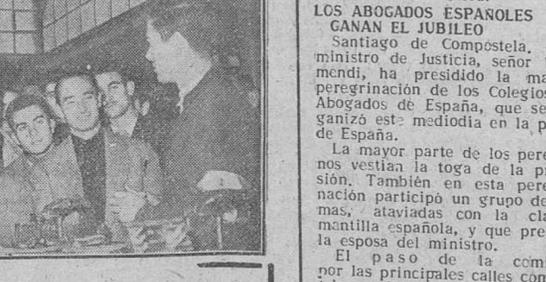 LOS ABOGADOS ESPAÑOLES
GANAN EL JUBILEO
Santiago de Compostela.
ministro de Justicia, señor
mendi, ha presidido la ma
peregrinación de los Colegios
Abogados de España, que se
ganizó este mediodia en la p
de España.
La mayor parte de los pere
nos vestían la toga de la pr
sión. También en esta pere
nación participó un grupo de
mas, ataviadas con la cla
mantilla española, y que pre
la esposa del ministro.
El paso de la com
por las principales calles con